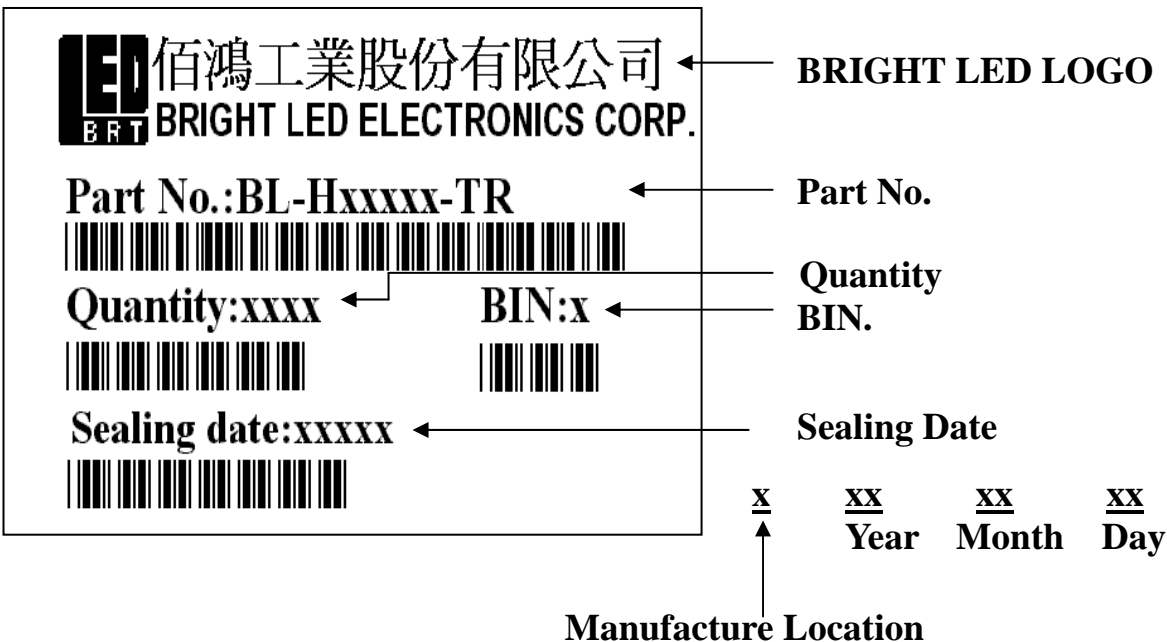 LED
BRT
佰鴻工業股份有限公司
BRIGHT LED ELECTRONICS CORP.
BRIGHT LED LOGO
Part No.:BL-Hxxxxx-TR
Part No.
Quantity:xxxx
BIN:x
Quantity
BIN.
Sealing date:xxxxx
Sealing Date
x xx xx xx
Year Month Day
Manufacture Location